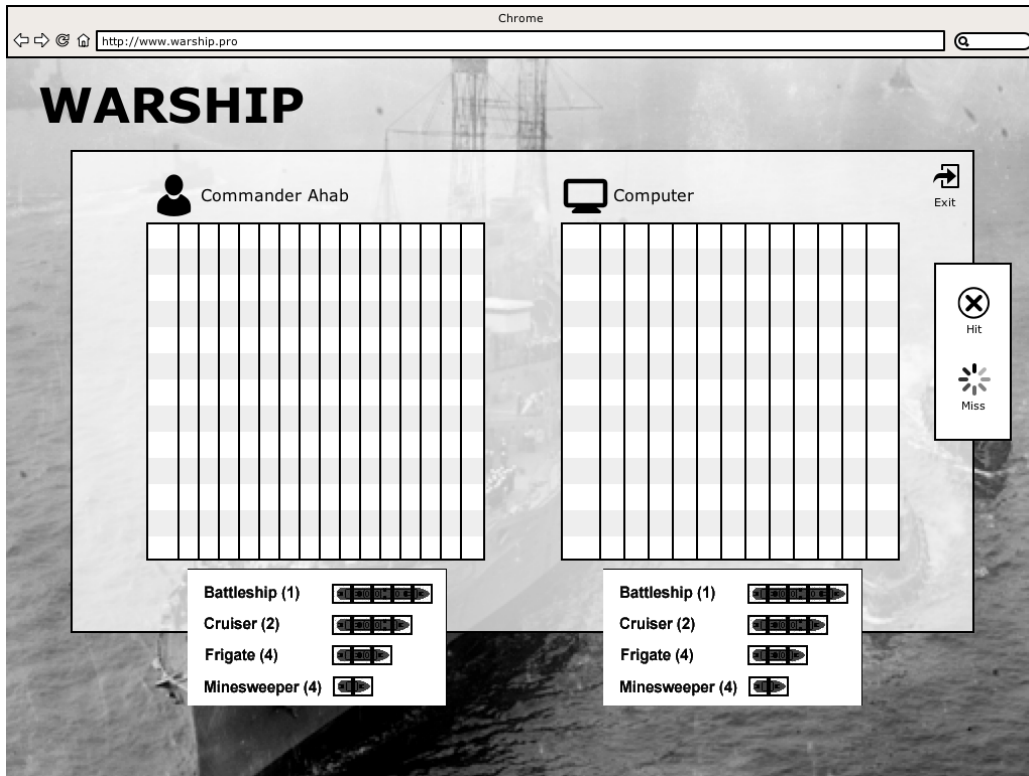 Chrome
http://www.warship.pro
WARSHIP
Commander Ahab
Computer
Exit
Hit
Miss
Battleship (1)
Cruiser (2)
Frigate (4)
Minesweeper (4)
Battleship (1)
Cruiser (2)
Frigate (4)
Minesweeper (4)